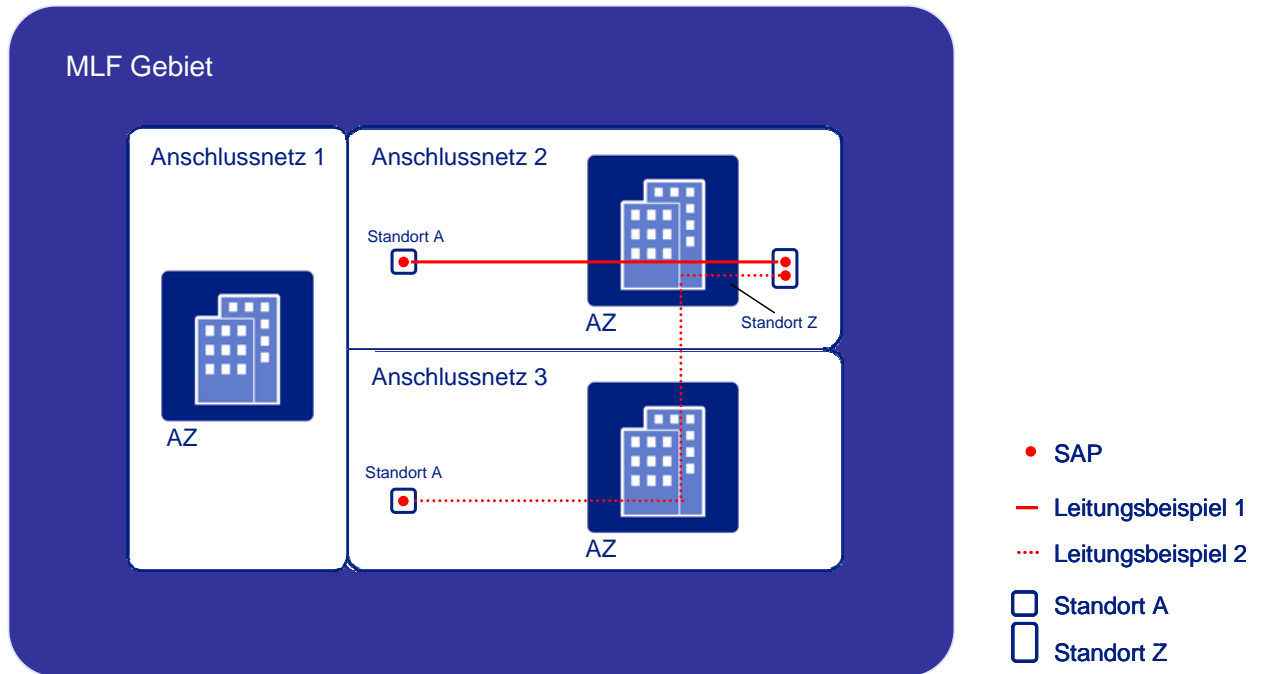 MLF Gebiet
Anschlussnetz 1
Anschlussnetz 2
Standort A
AZ
Standort Z
AZ
Anschlussnetz 3
Standort A
AZ
SAP
Leitungsbeispiel 1
Leitungsbeispiel 2
Standort A
Standort Z